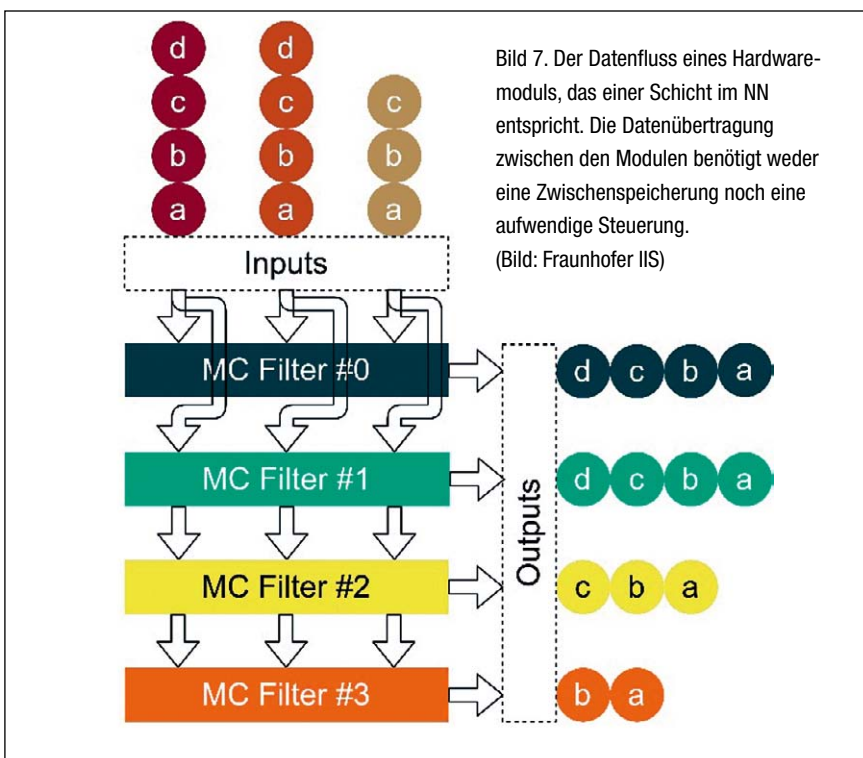 d d
c c c
b b b
a a a
Bild 7. Der Datenfluss eines Hardware-
moduls, das einer Schicht im NN
entspricht. Die Datenübertragung
zwischen den Modulen benötigt weder
eine Zwischenspeicherung noch eine
aufwendige Steuerung.
(Bild: Fraunhofer IIS)
Inputs
MC Filter #0
d c b a
MC Filter #1
d c b a
MC Filter #2
c b a
MC Filter #3
b a
Outputs